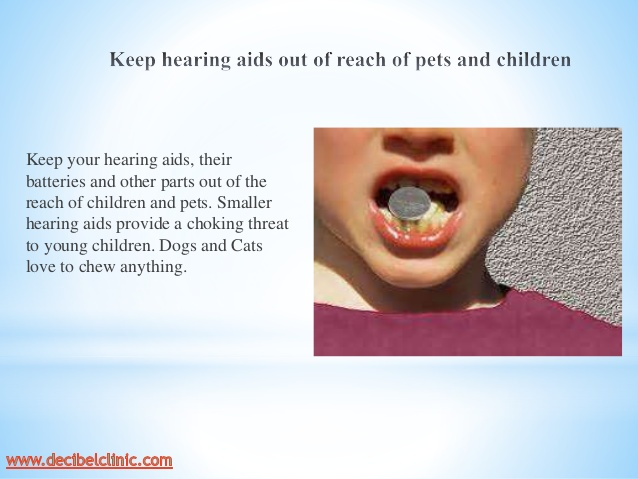 Keep hearing aids out of reach of pets and children
Keep your hearing aids, their
batteries and other parts out of the
reach of children and pets. Smaller
hearing aids provide a choking threat
to young children. Dogs and Cats
love to chew anything.
www.decibelclinic.com